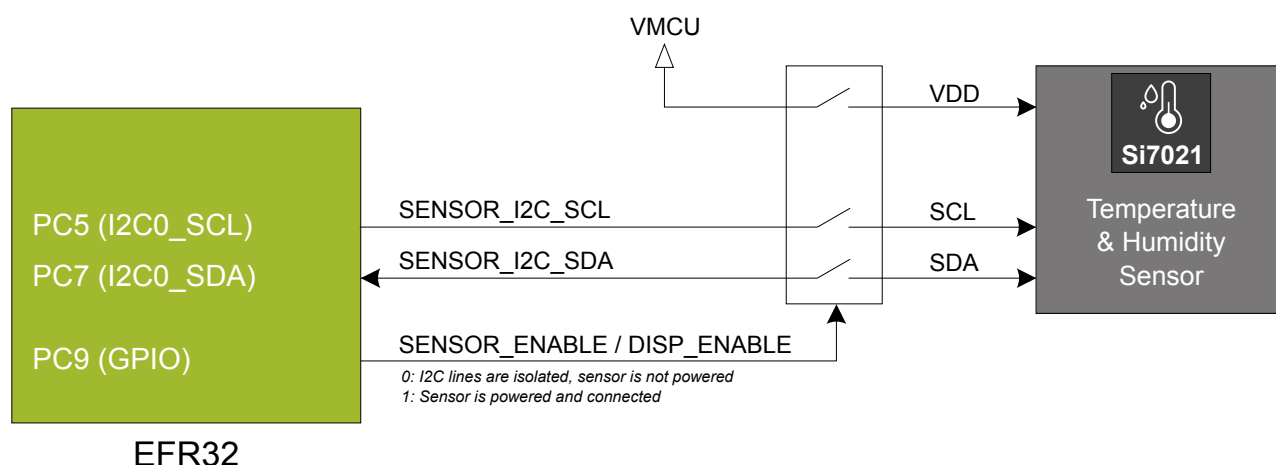 VMCU
VDD
Si7021
PC5 (I2C0_SCL)
SENSOR_I2C_SCL
SCL
Temperature
& Humidity
Sensor
PC7 (I2C0_SDA)
SENSOR_I2C_SDA
SDA
PC9 (GPIO)
SENSOR_ENABLE / DISP_ENABLE
0: I2C lines are isolated, sensor is not powered
1: Sensor is powered and connected
EFR32